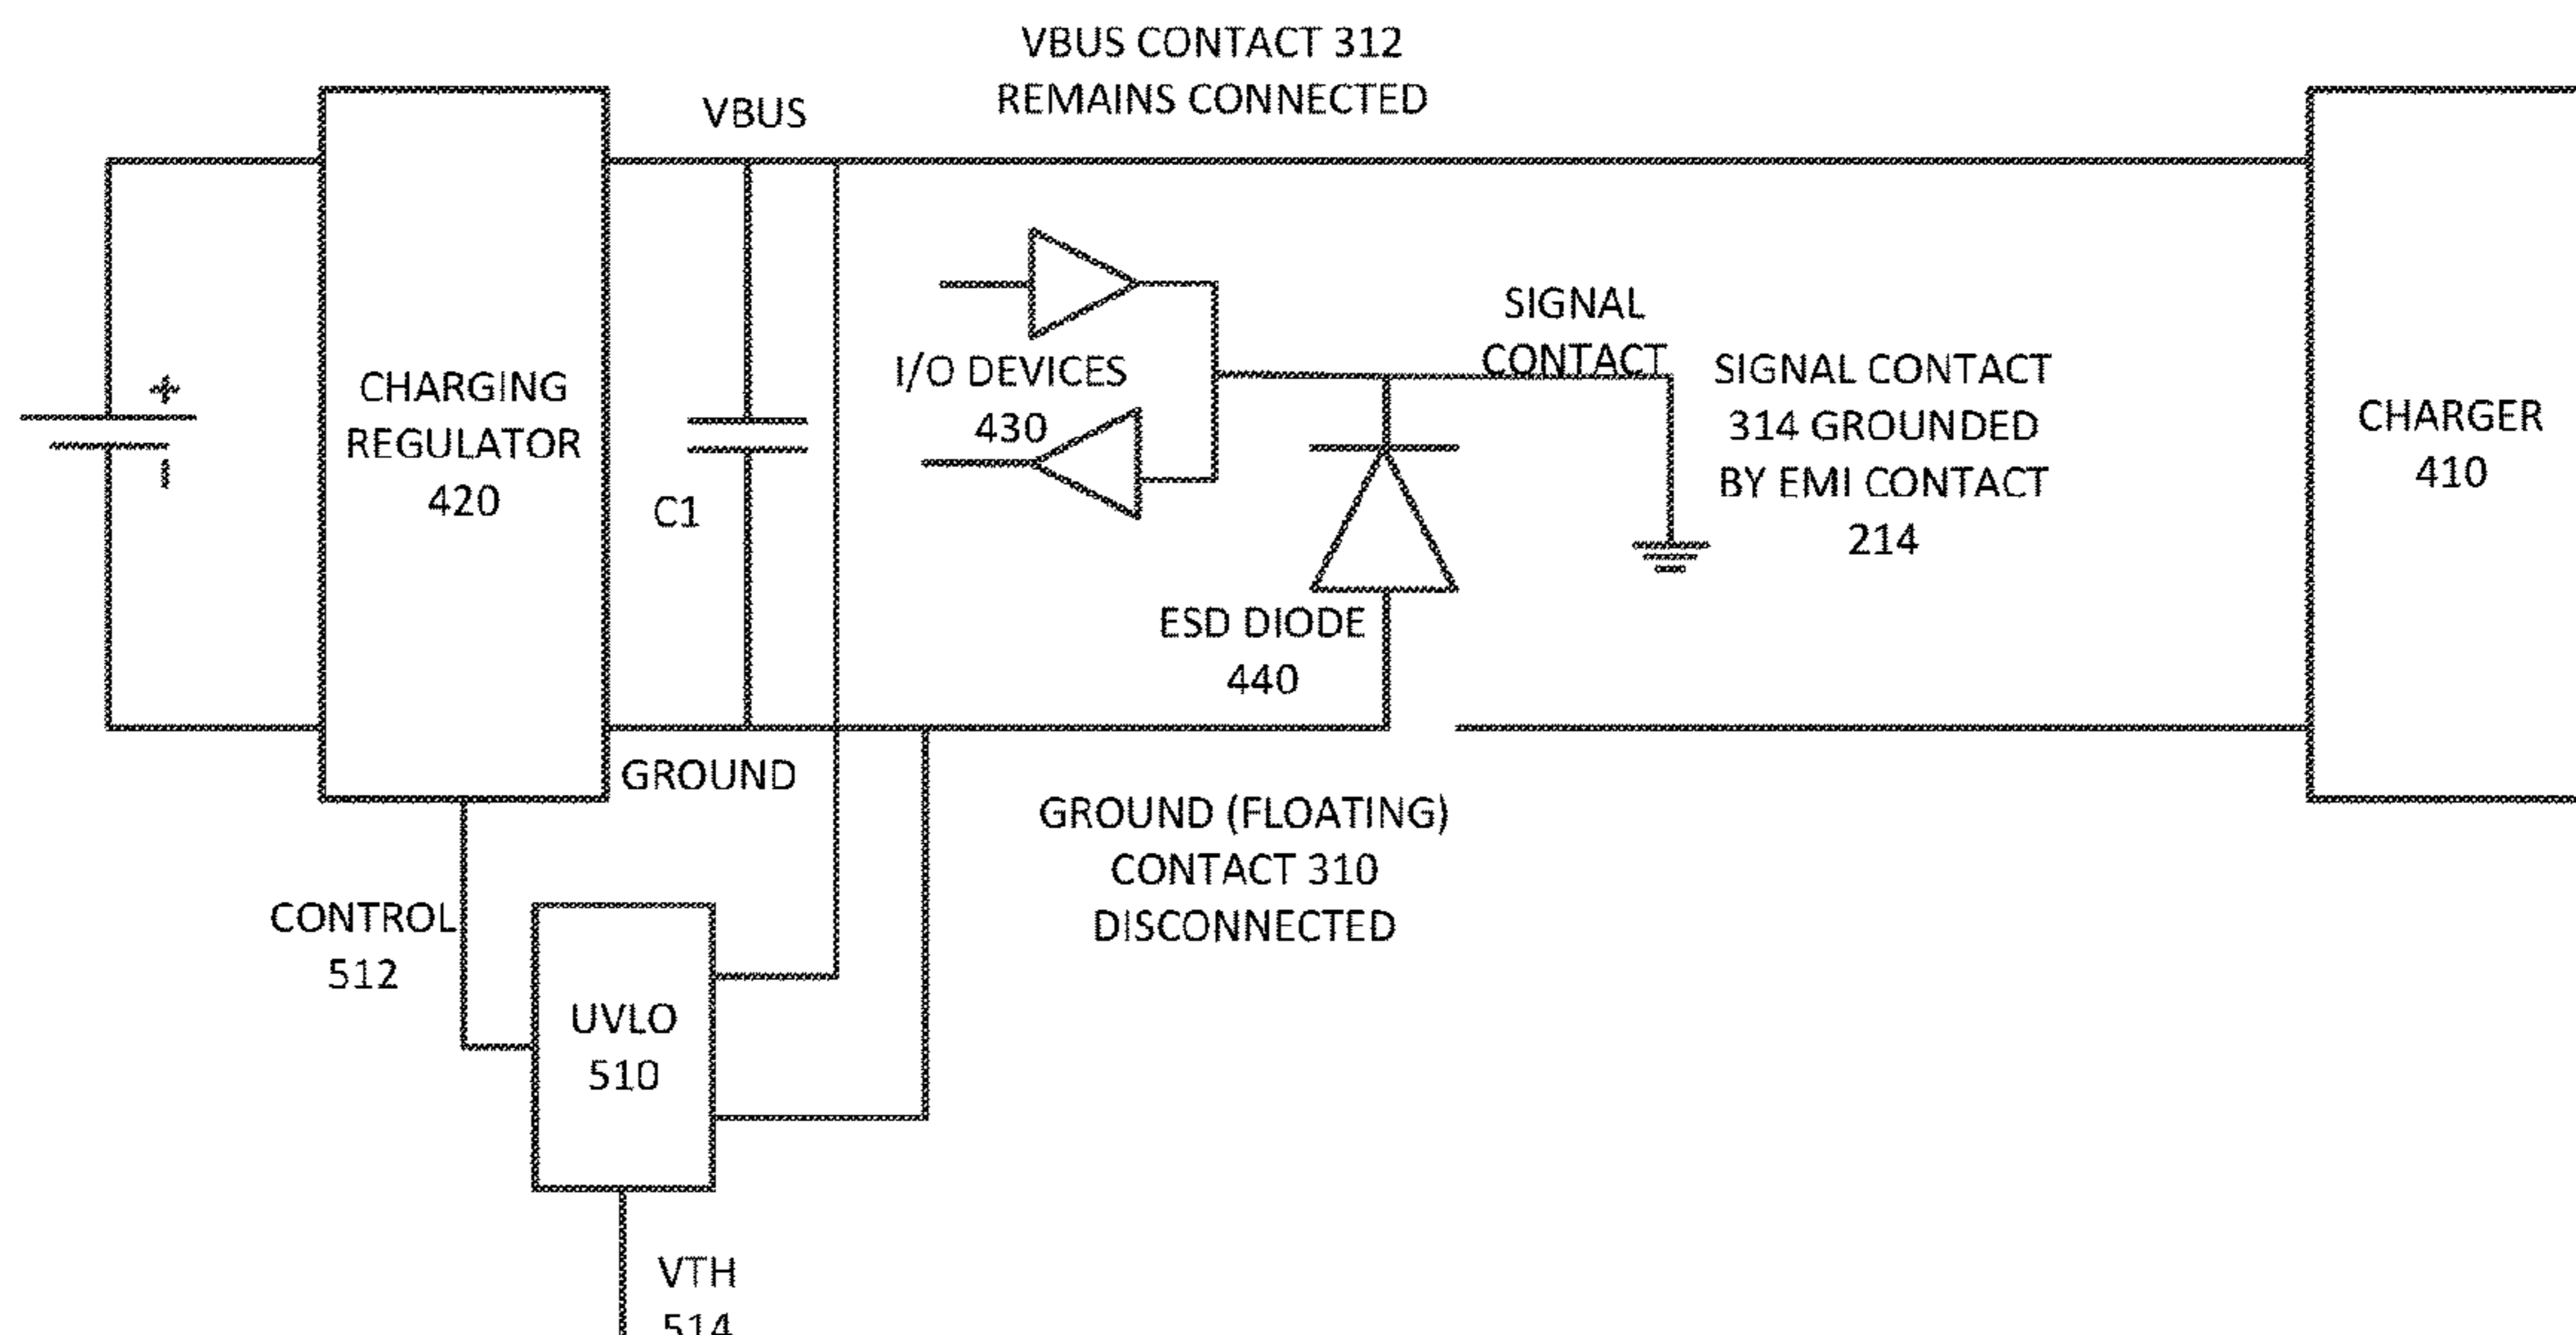 VBUS CONTACT 312
REMAINS CONNECTED
VBUS
+
CHARGING
REGULATOR
420
C1
I/O DEVICES
430
SIGNAL
CONTACT
SIGNAL CONTACT
314 GROUNDED
BY EMI CONTACT
214
CHARGER
410
ESD DIODE
440
GROUND
GROUND (FLOATING)
CONTACT 310
DISCONNECTED
CONTROL
512
UVLO
510
VTH
514